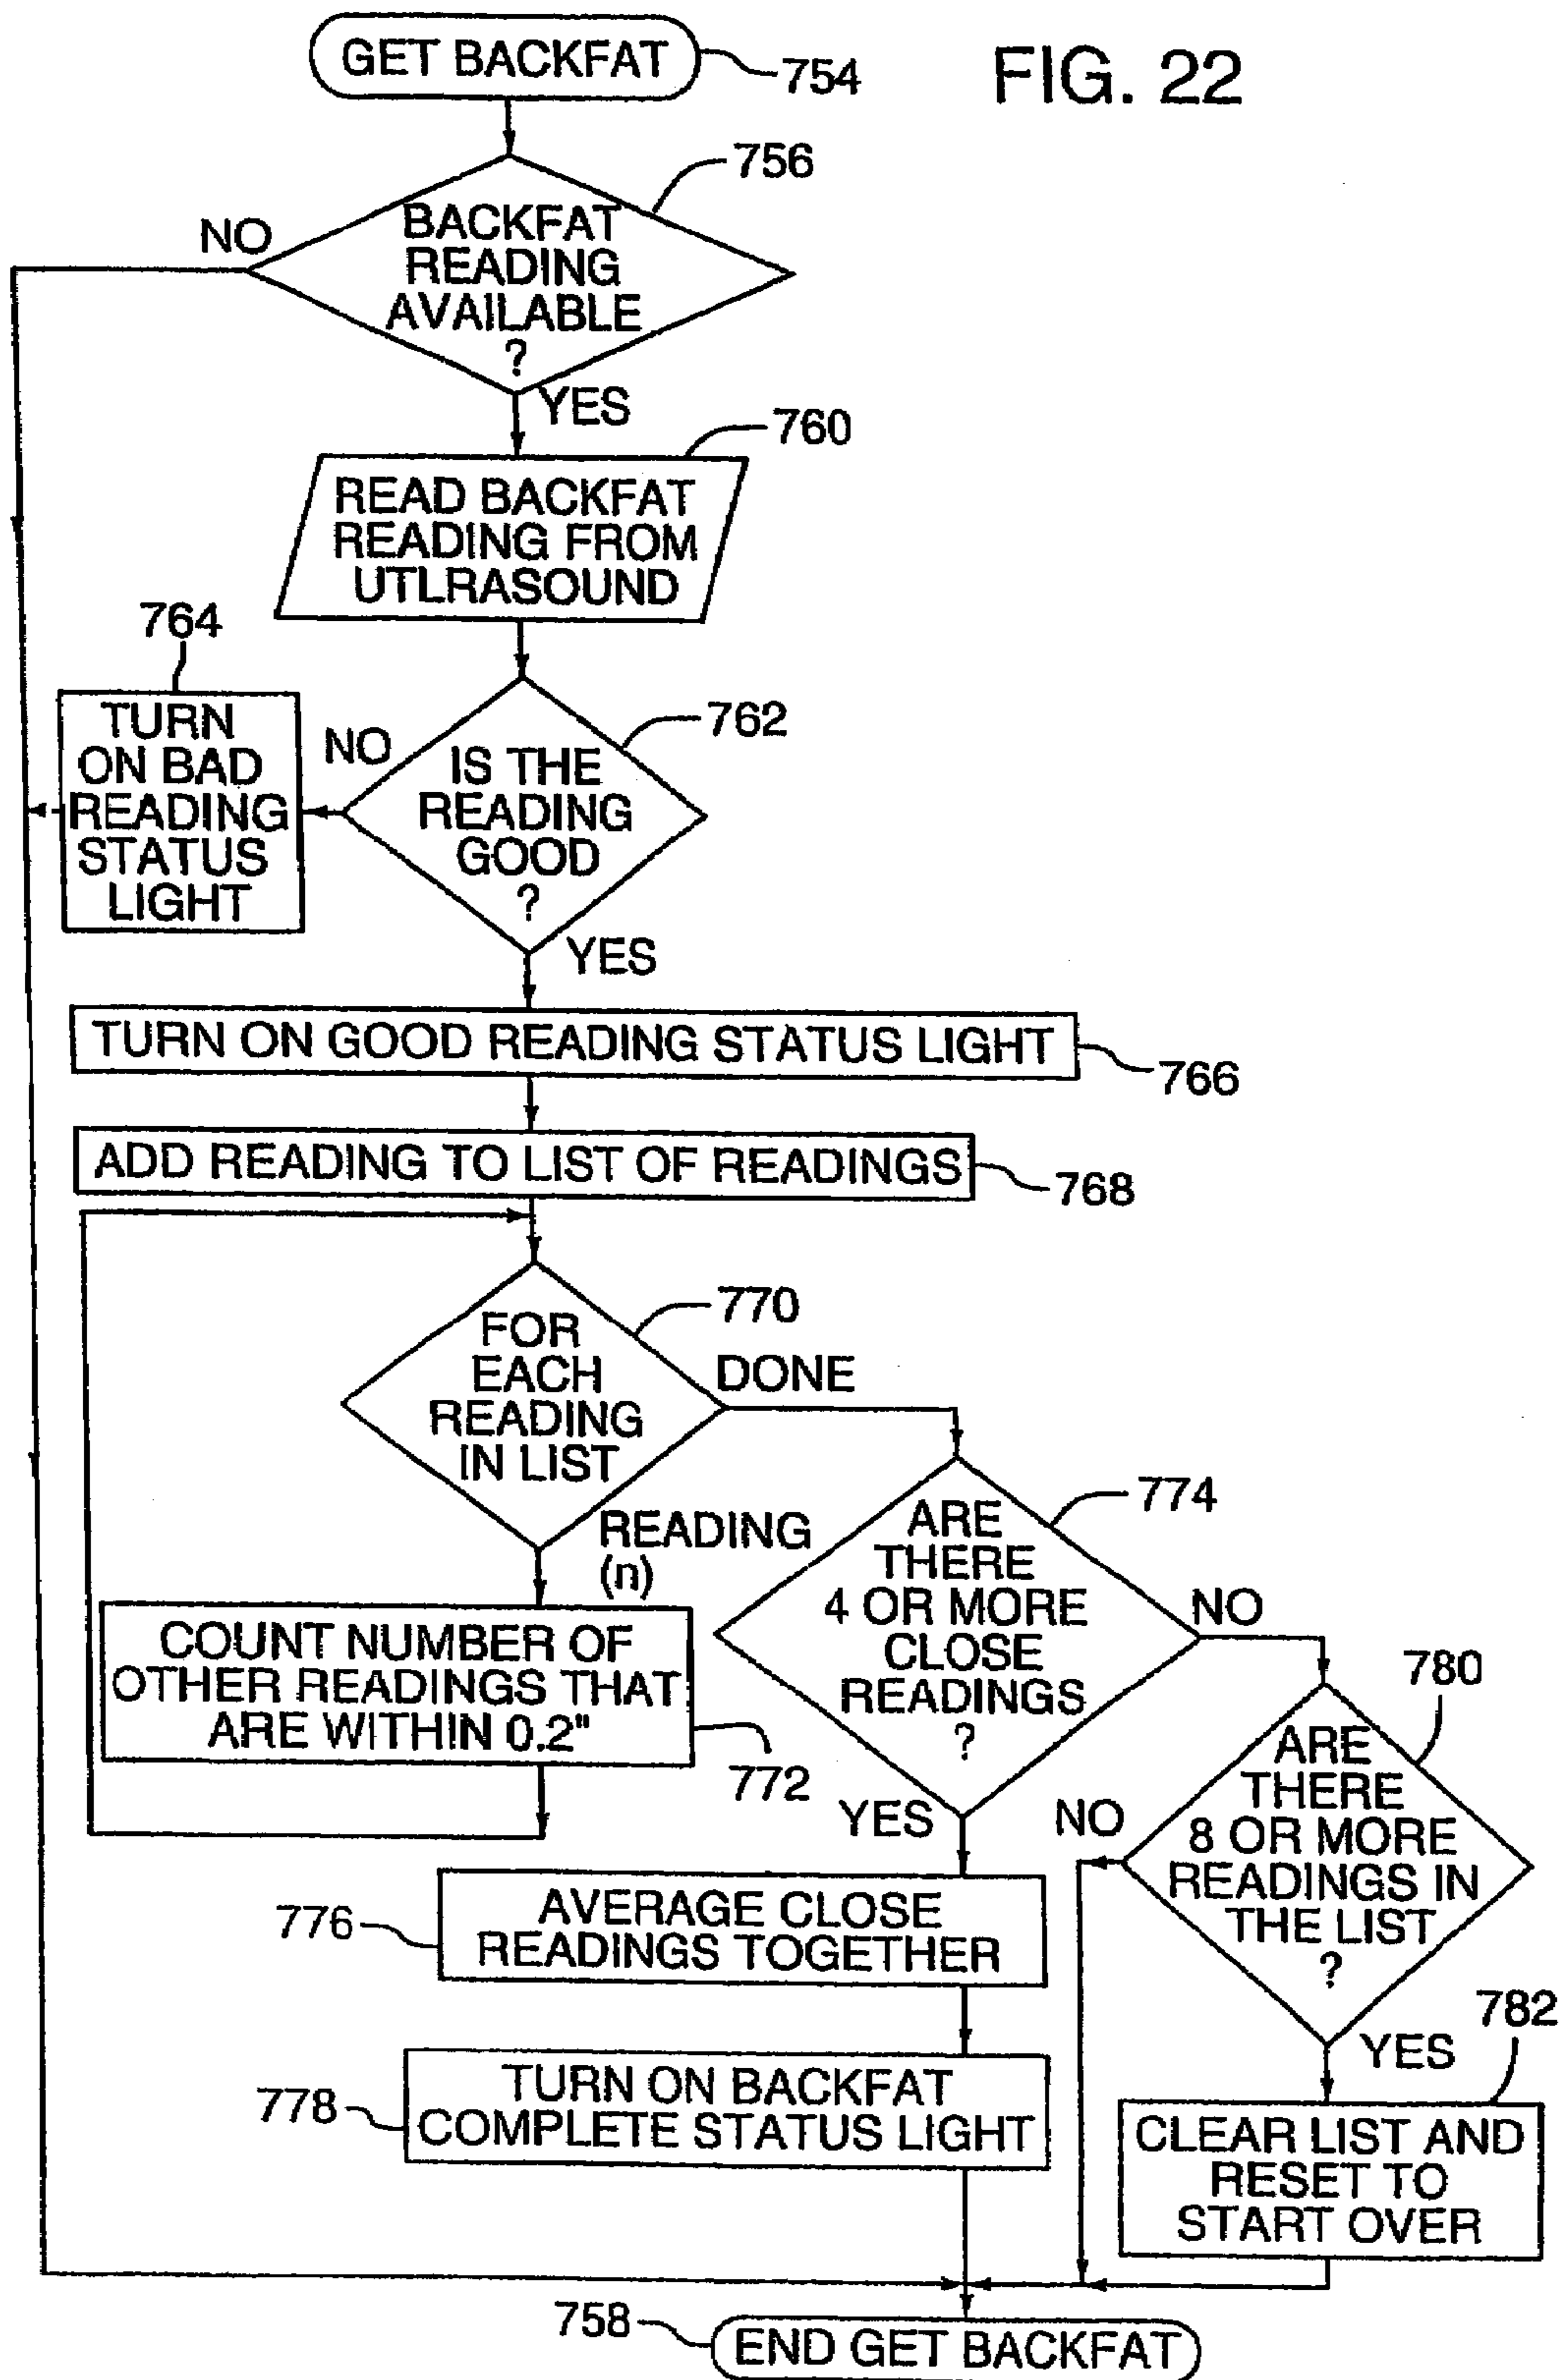 GET BACKFAT
754
FIG. 22
756
NO
BACKFAT
READING
AVAILABLE
?
YES
760
READ BACKFAT
READING FROM
UTLRASOUND
764
TURN
ON BAD
READING
STATUS
LIGHT
NO
762
IS THE
READING
GOOD
?
YES
TURN ON GOOD READING STATUS LIGHT
766
ADD READING TO LIST OF READINGS
768
770
FOR
EACH
READING
IN LIST
DONE
READING
(n)
COUNT NUMBER OF
OTHER READINGS THAT
ARE WITHIN 0.2"
772
774
ARE
THERE
4 OR MORE
CLOSE
READINGS
?
NO
YES
780
ARE
THERE
8 OR MORE
READINGS IN
THE LIST
?
NO
YES
776
AVERAGE CLOSE
READINGS TOGETHER
778
TURN ON BACKFAT
COMPLETE STATUS LIGHT
782
CLEAR LIST AND
RESET TO
START OVER
758
END GET BACKFAT